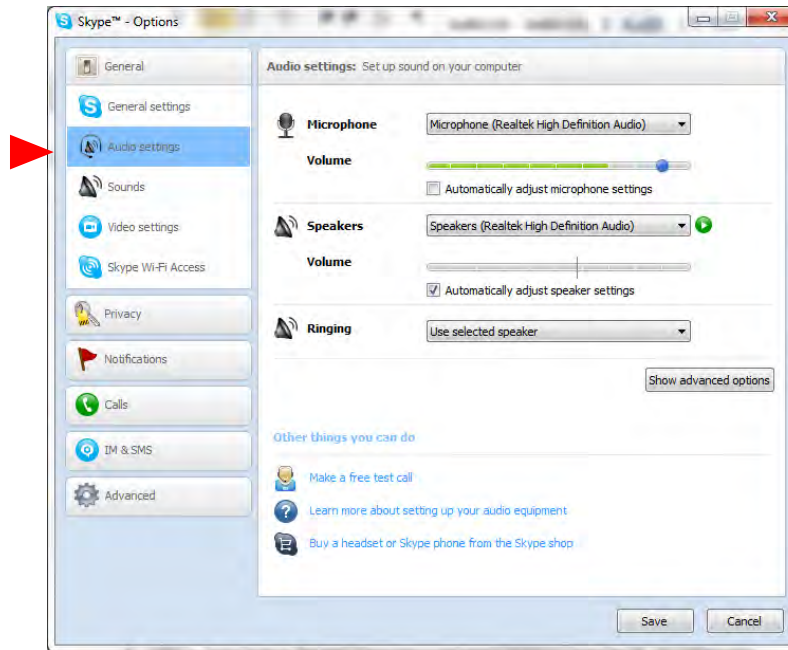 Skype™ - Options
General
General settings
Audio settings
Sounds
Video settings
Skype Wi-Fi Access
Privacy
Notifications
Calls
IM & SMS
Advanced
Audio settings: Set up sound on your computer
Microphone Microphone (Realtek High Definition Audio)
Volume
Automatically adjust microphone settings
Speakers Speakers (Realtek High Definition Audio)
Volume
Automatically adjust speaker settings
Ringing Use selected speaker
Show advanced options
Other things you can do
Make a free test call
Learn more about setting up your audio equipment
Buy a headset or Skype phone from the Skype shop
Save Cancel